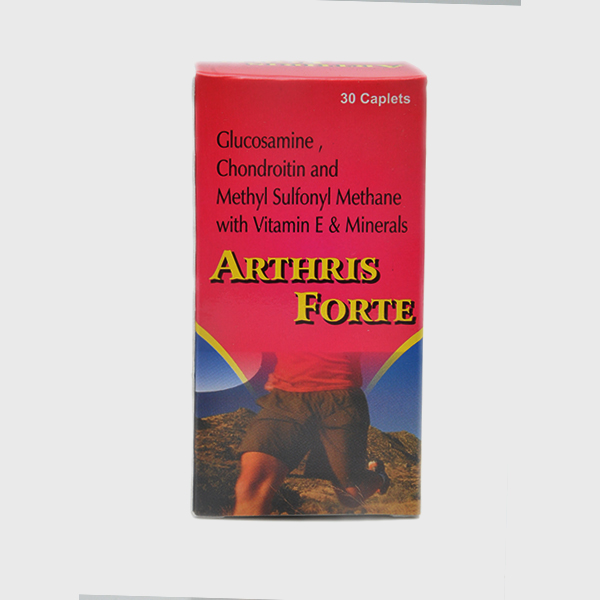 30 Caplets
Glucosamine ,
Chondroitin and
Methyl Sulfonyl Methane
with Vitamin E & Minerals
ARTHRIS
FORTE